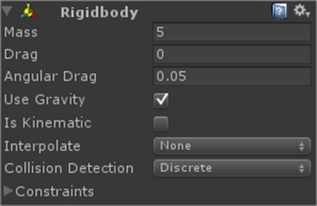 Rigidbody
Mass 5
Drag 0
Angular Drag 0.05
Use Gravity
Is Kinematic
Interpolate None
Collision Detection Discrete
Constraints